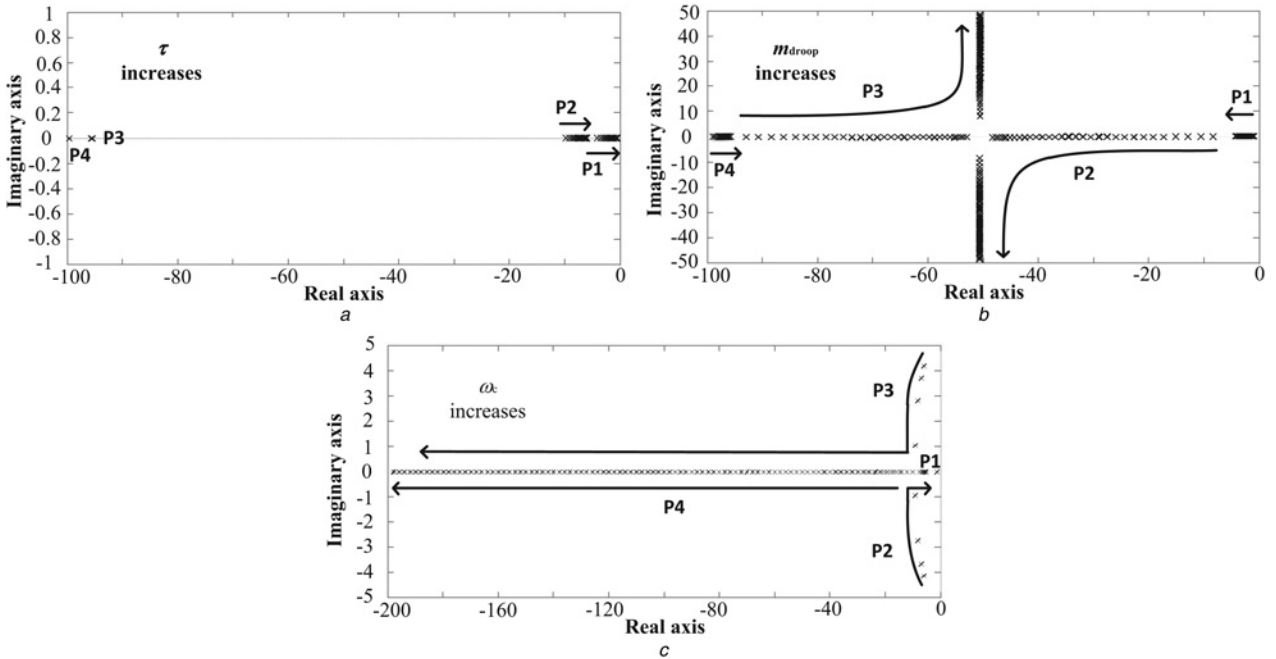 τ
increases
P2
P3
P4
P1
1
0.8
0.6
0.4
0.2
0
-0.2
-0.4
-0.6
-0.8
-1
Imaginary axis
-100
-80
-60
-40
-20
0
Real axis
a
mdroop
increases
P3
P1
P4
P2
50
40
30
20
10
0
-10
-20
-30
-40
-50
Imaginary axis
-100
-80
-60
-40
-20
0
Real axis
b
ωc
increases
P3
P1
P4
P2
5
4
3
2
1
0
-1
-2
-3
-4
-5
Imaginary axis
-200
-160
-120
-80
-40
0
Real axis
c